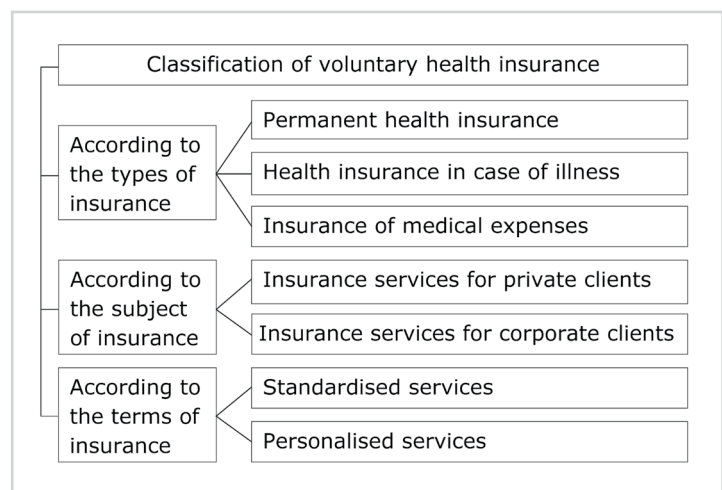 Classification of voluntary health insurance
According to
the types of
insurance
Permanent health insurance
Health insurance in case of illness
Insurance of medical expenses
According to
the subject
of insurance
Insurance services for private clients
Insurance services for corporate clients
According to
the terms of
insurance
Standardised services
Personalised services